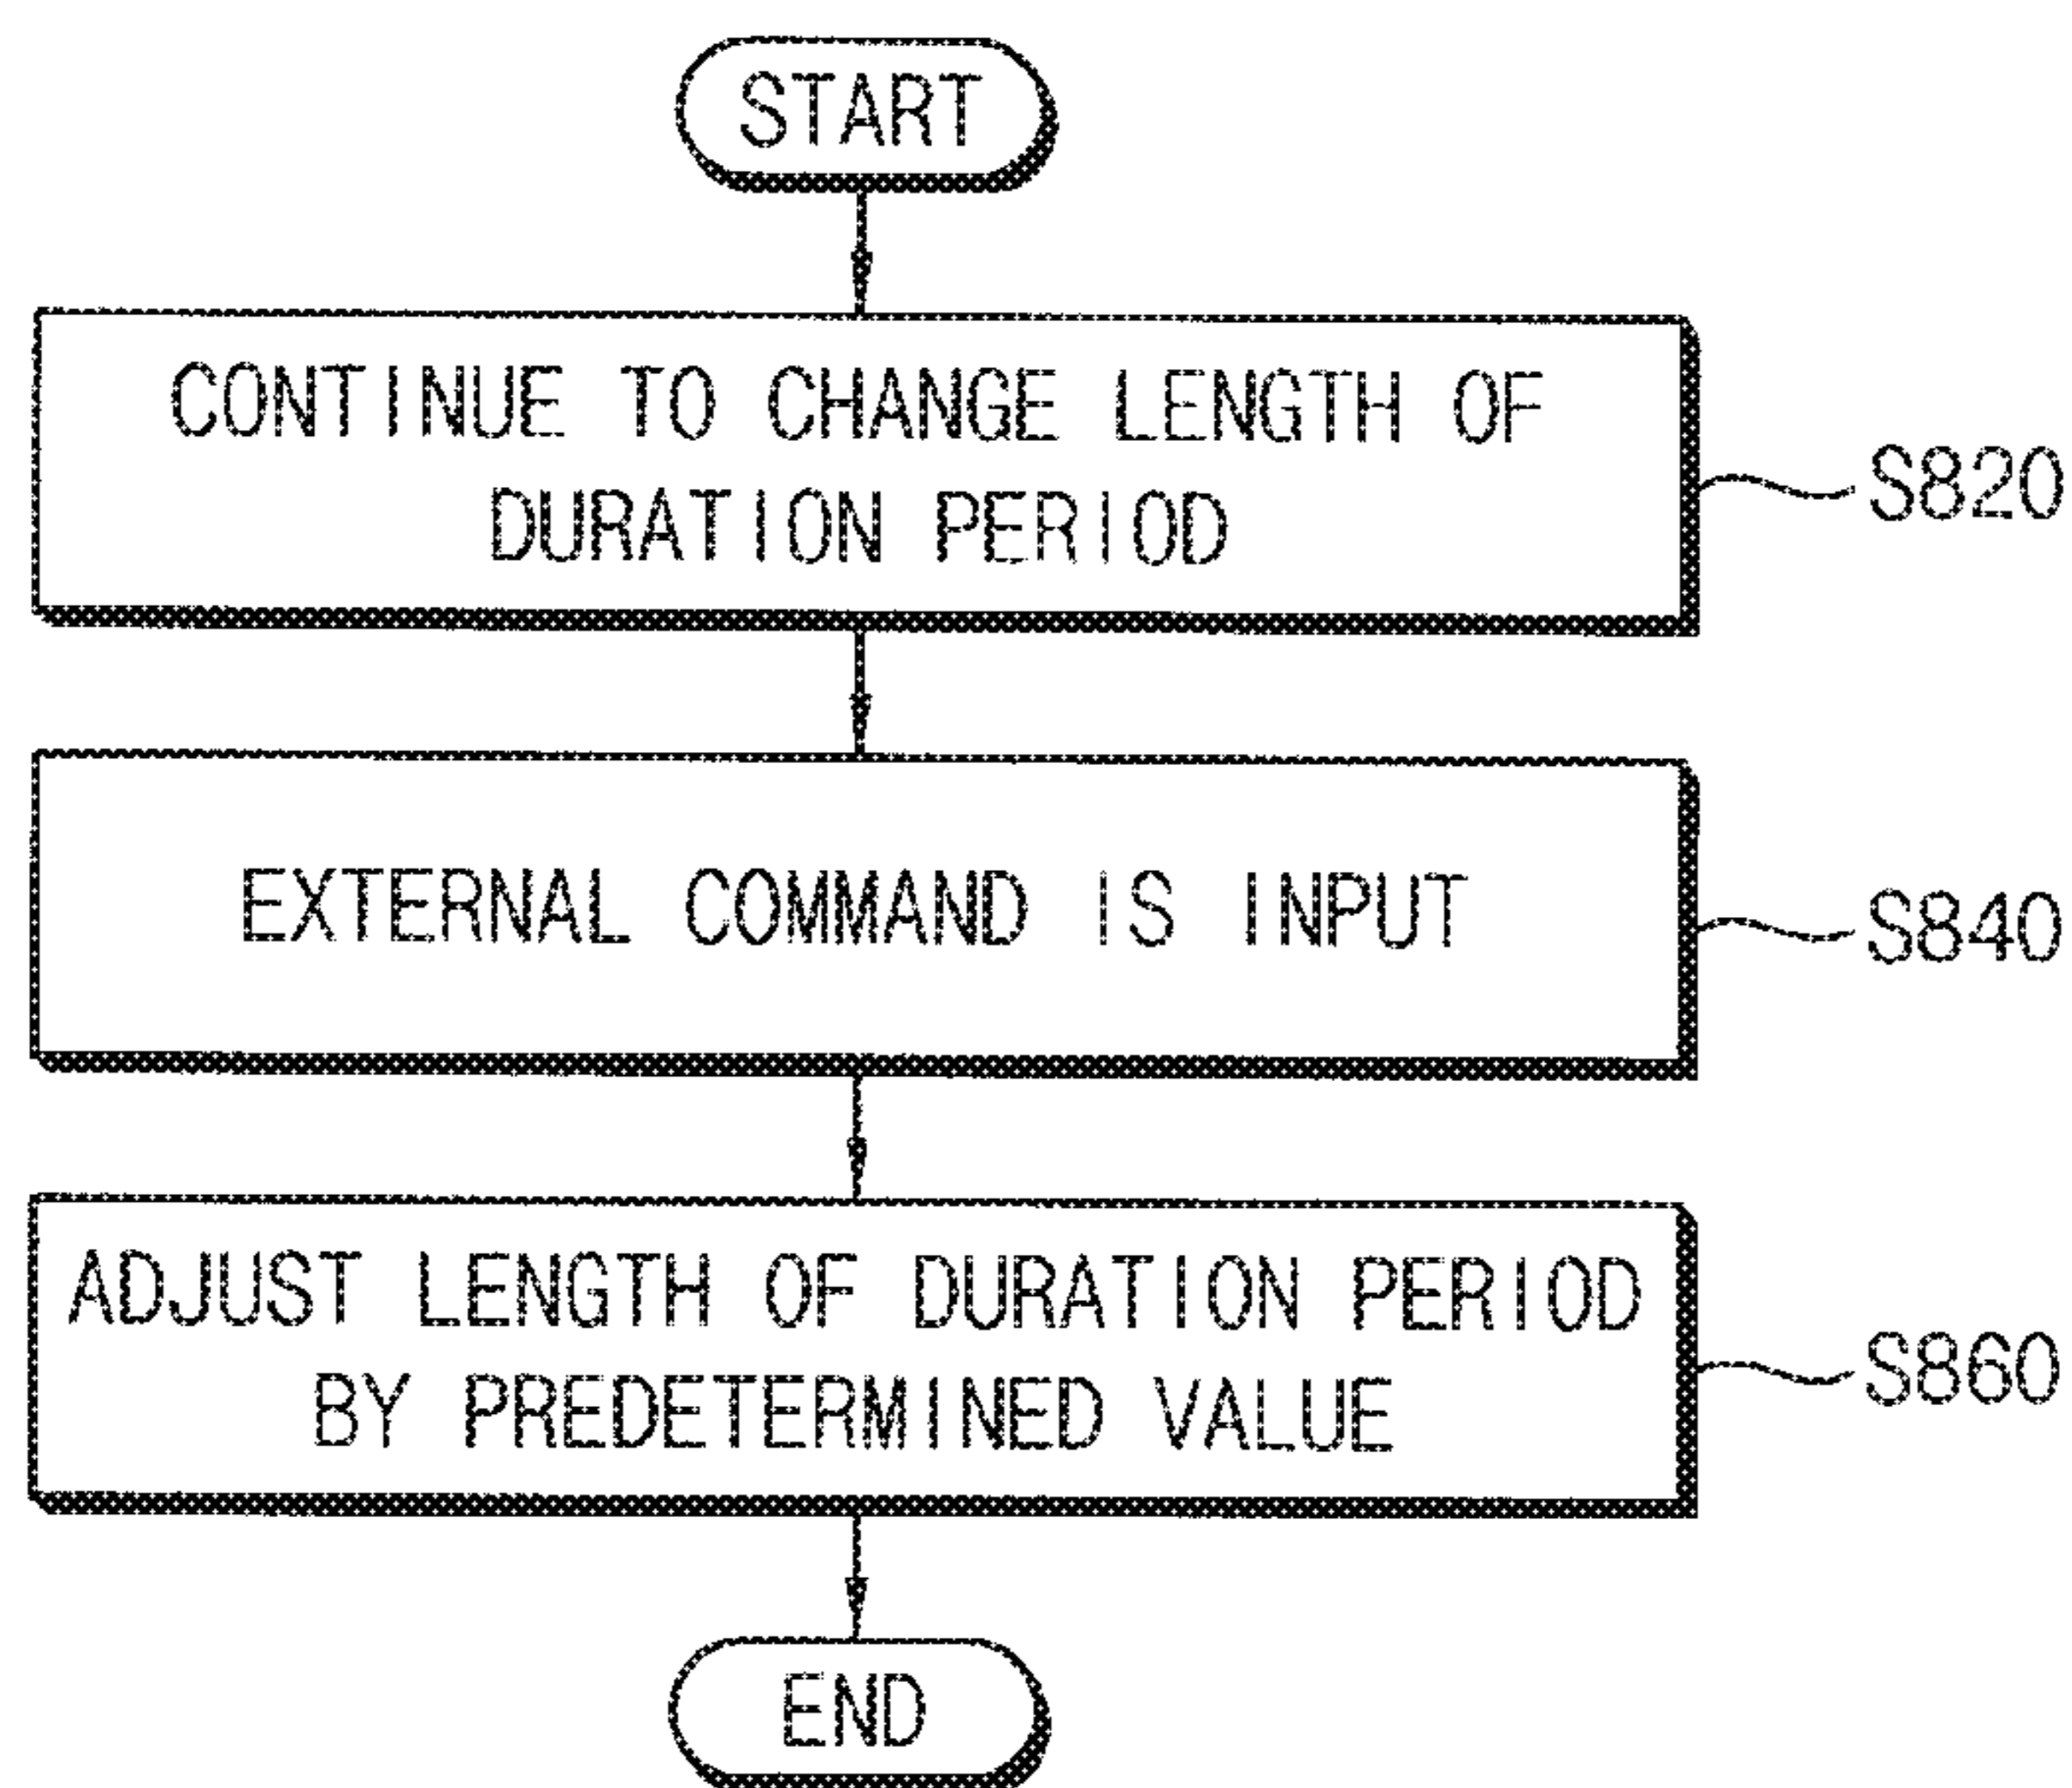 START
CONTINUE TO CHANGE LENGTH OF
DURATION PERIOD
S820
EXTERNAL COMMAND IS INPUT
S840
ADJUST LENGTH OF DURATION PERIOD
BY PREDETERMINED VALUE
S860
END